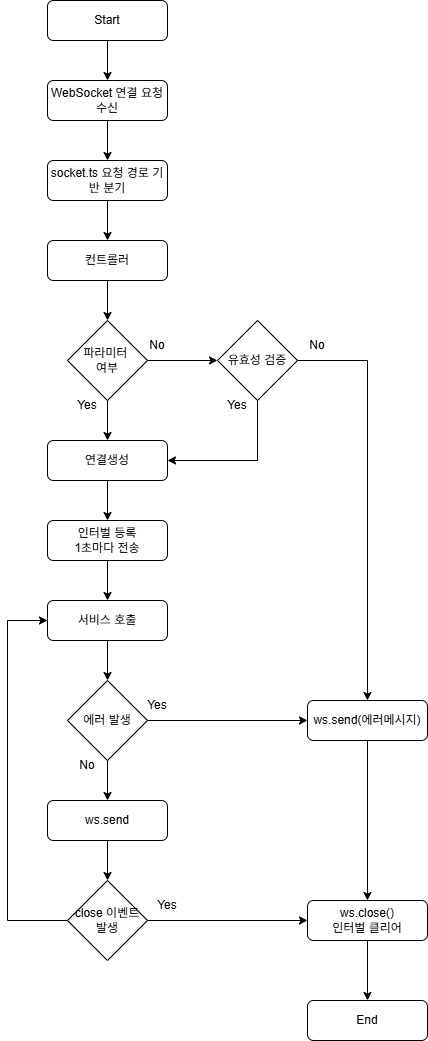 Start
WebSocket 연결 요청
수신
socket.ts 요청 경로 기
반 분기
컨트롤러
파라미터
여부
No
유효성 검증
No
Yes
Yes
연결생성
인터벌 등록
1초마다 전송
서비스 호출
에러 발생
Yes
ws.send(에러메시지)
No
ws.send
close 이벤트
발생
Yes
ws.close()
인터벌 클리어
End